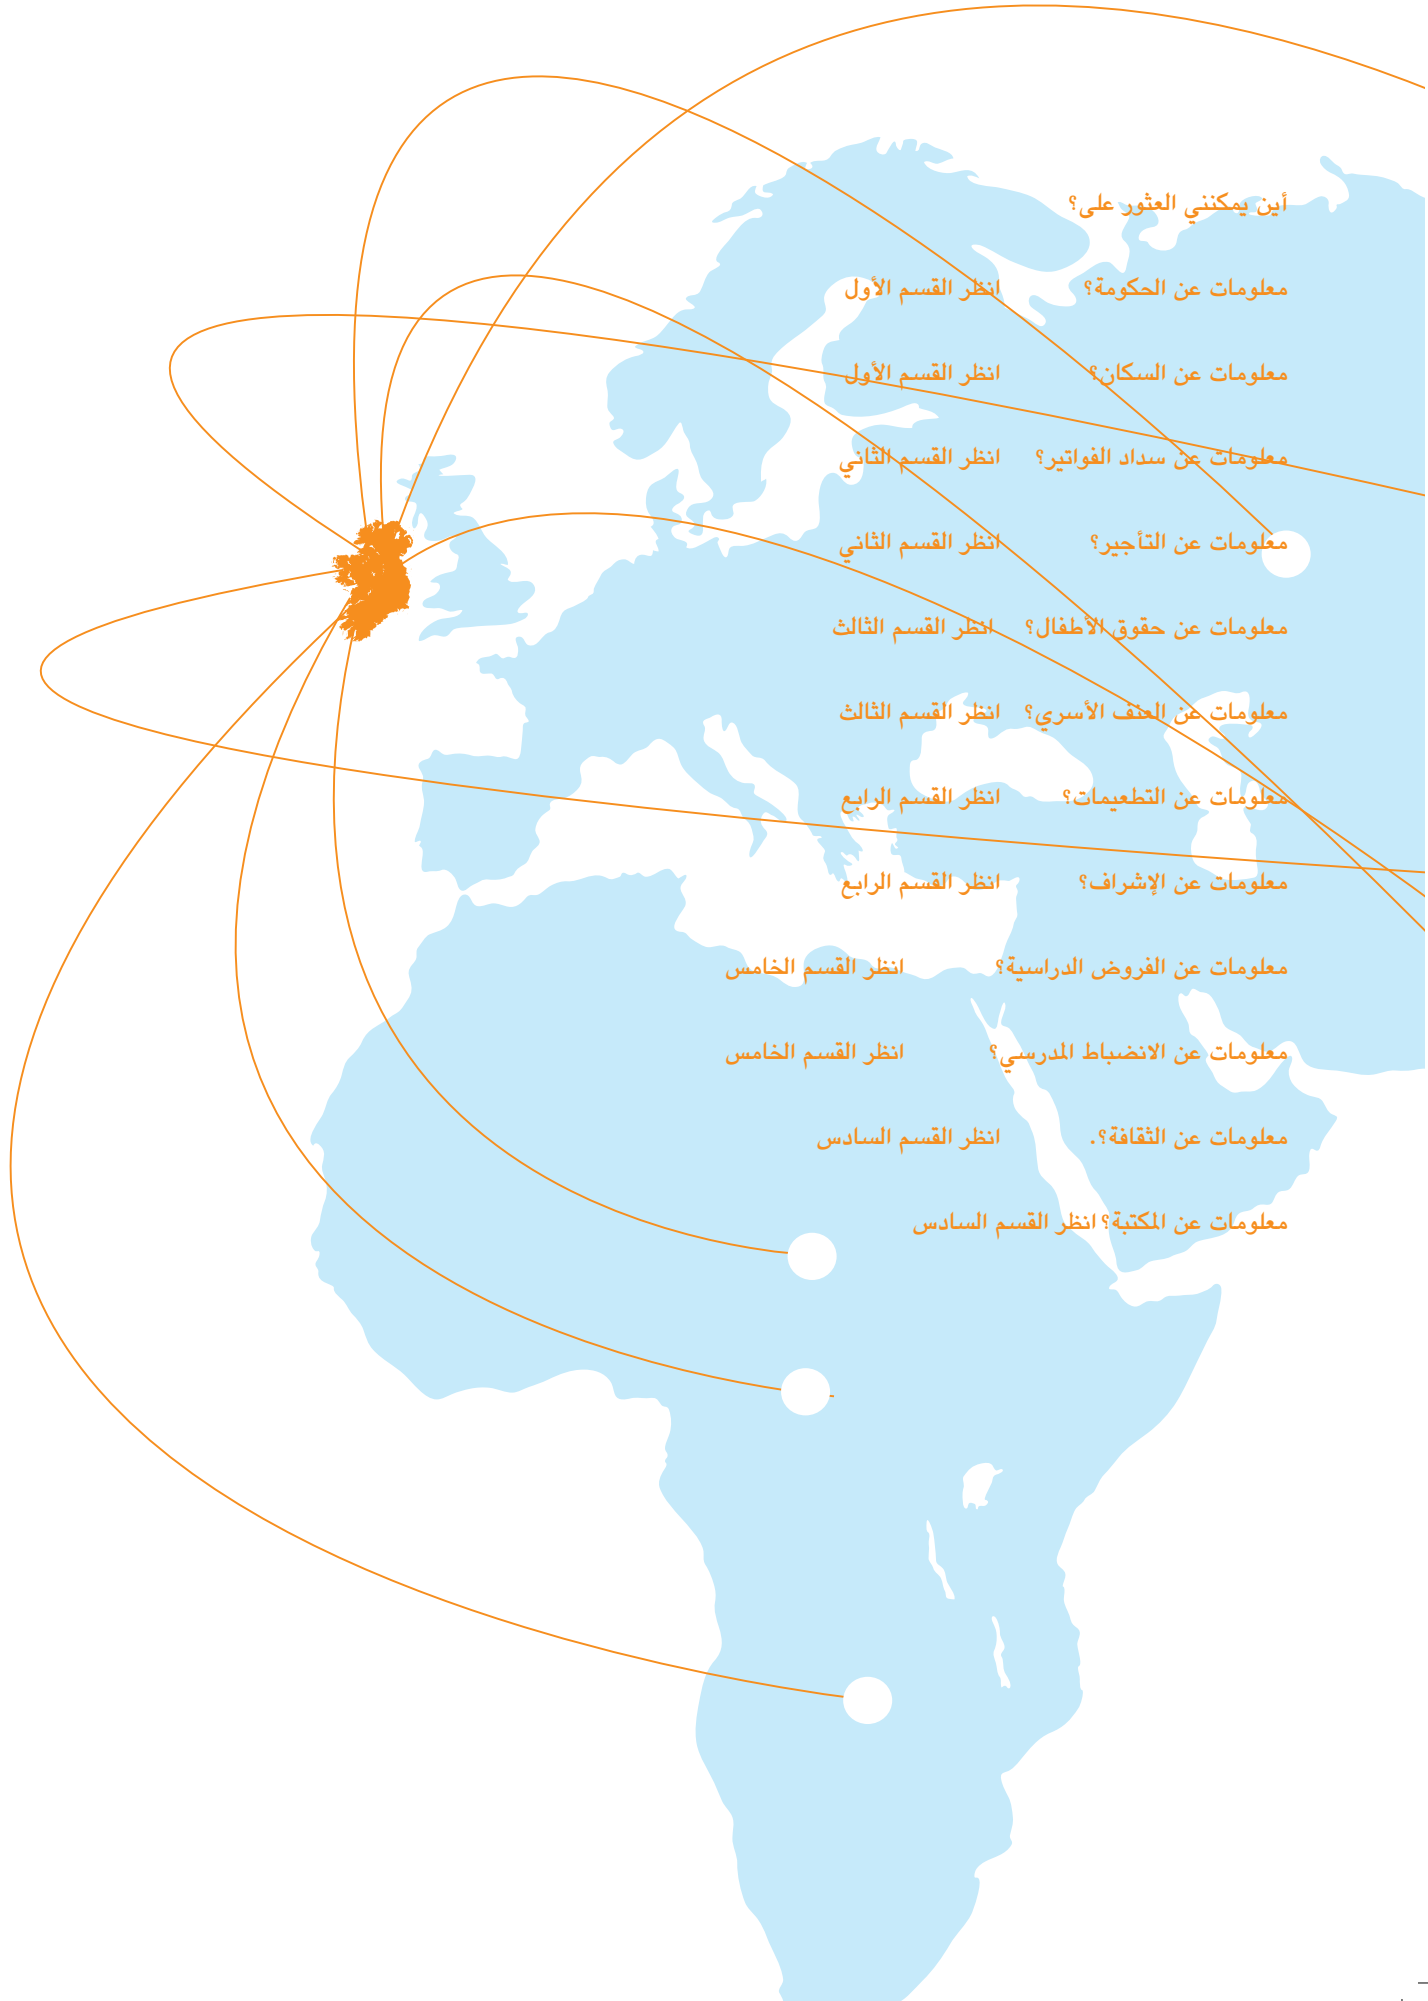 أين يمكنني العثور على؟
معلومات عن الحكومة؟ انظر القسم الأول
معلومات عن السكان؟ انظر القسم الأول
معلومات عن سداد الفواتير؟ انظر القسم الثاني
معلومات عن التأجير؟ انظر القسم الثاني
معلومات عن حقوق الأطفال؟ انظر القسم الثالث
معلومات عن العنف الأسري؟ انظر القسم الثالث
معلومات عن التطعيمات؟ انظر القسم الرابع
معلومات عن الإشراف؟ انظر القسم الرابع
معلومات عن الفروض الدراسية؟ انظر القسم الخامس
معلومات عن الانضباط المدرسي؟ انظر القسم الخامس
معلومات عن الثقافة؟. انظر القسم السادس
معلومات عن المكتبة؟ انظر القسم السادس